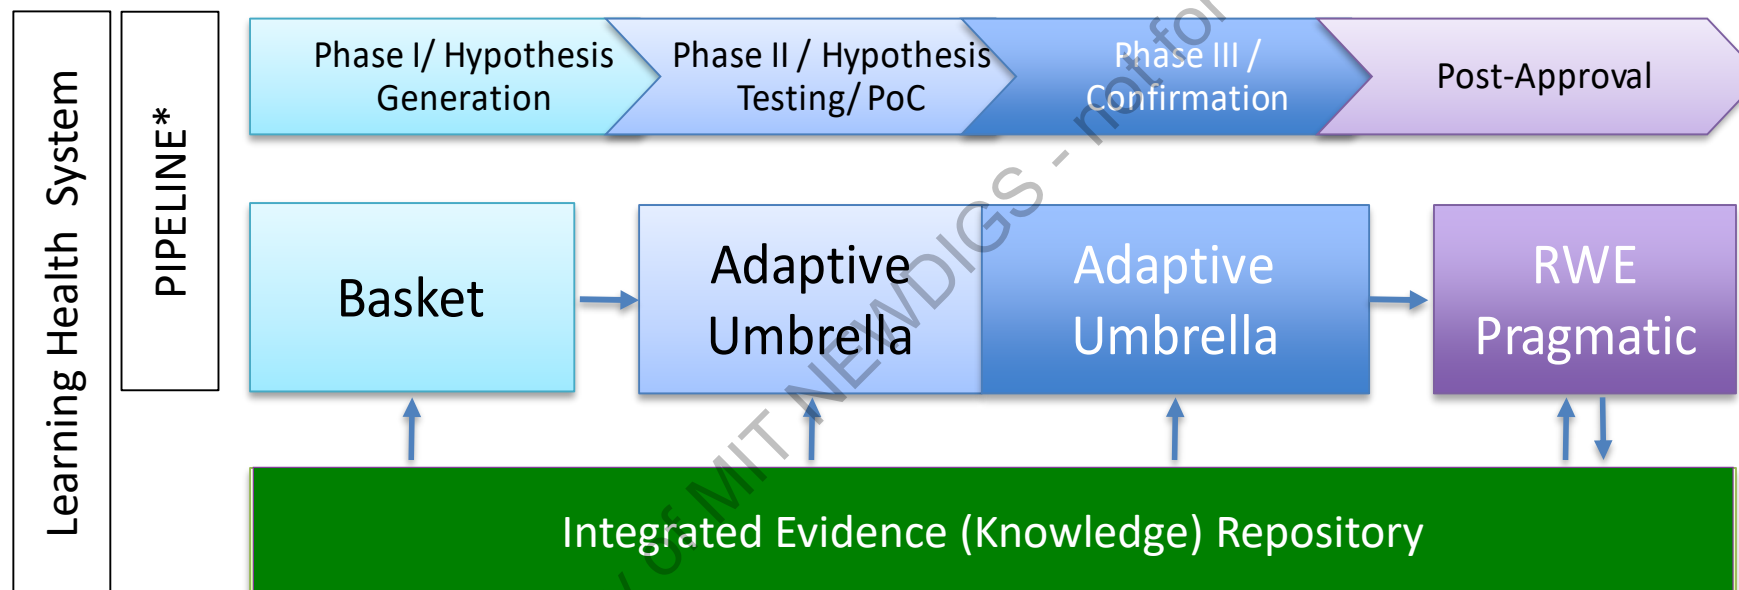 Learning Health System
PIPELINE*
Phase I/ Hypothesis
Generation
Phase II / Hypothesis
Testing/ PoC
Phase III /
Confirmation
Post-Approval
Basket
Adaptive
Umbrella
Adaptive
Umbrella
RWE
Pragmatic
Integrated Evidence (Knowledge) Repository
of MIT NEWDIGS - not for